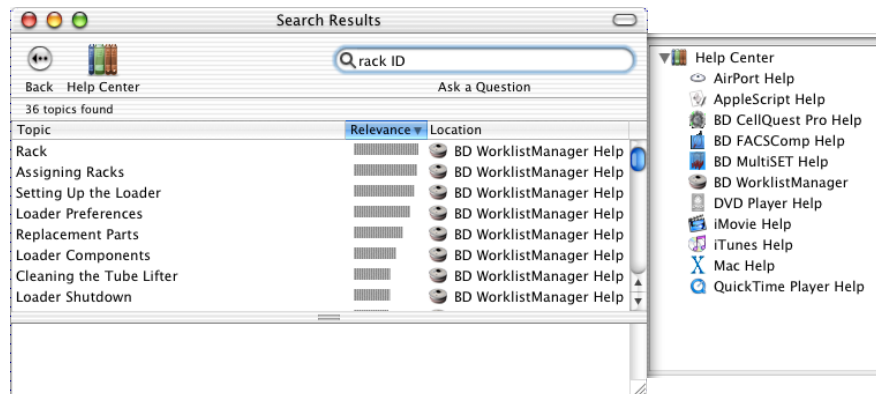 Search Results
rack ID
Back Help Center Ask a Question
36 topics found
Topic Relevance Location
Rack BD WorklistManager Help
Assigning Racks BD WorklistManager Help
Setting Up the Loader BD WorklistManager Help
Loader Preferences BD WorklistManager Help
Replacement Parts BD WorklistManager Help
Loader Components BD WorklistManager Help
Cleaning the Tube Lifter BD WorklistManager Help
Loader Shutdown BD WorklistManager Help
Help Center
AirPort Help
AppleScript Help
BD CellQuest Pro Help
BD FACSComp Help
BD MultiSET Help
BD WorklistManager
DVD Player Help
iMovie Help
iTunes Help
Mac Help
QuickTime Player Help